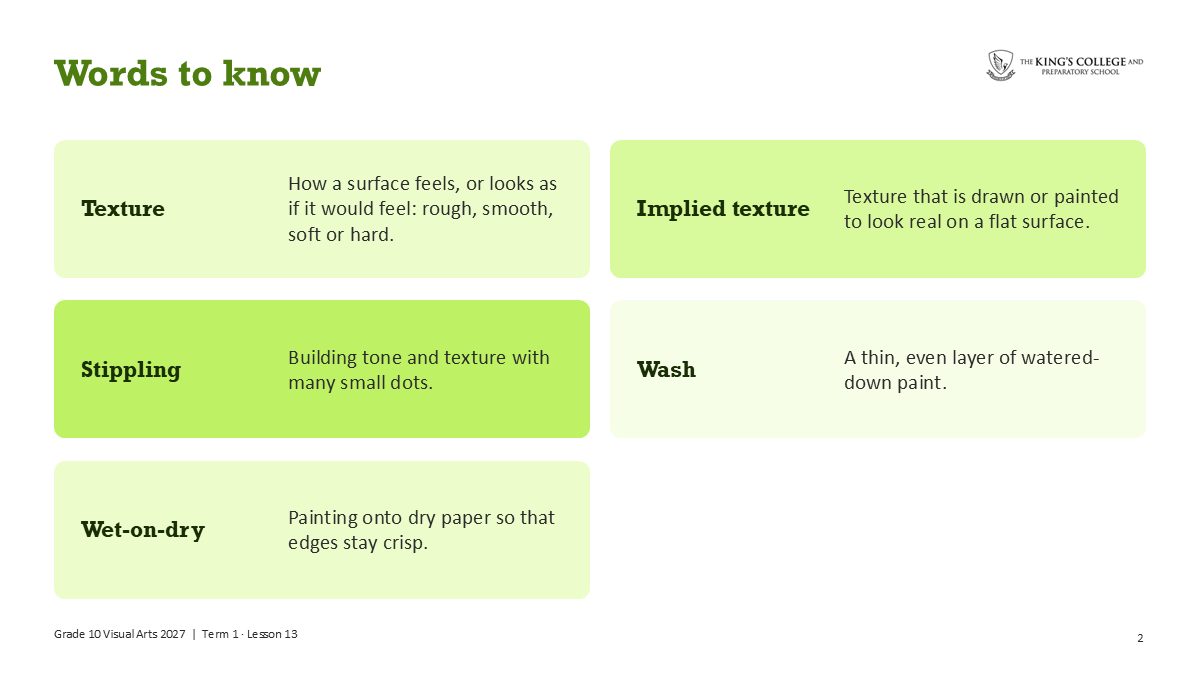 Words to know
THE KING'S COLLEGE AND
PREPARATORY SCHOOL
Texture
How a surface feels, or looks as
if it would feel: rough, smooth,
soft or hard.
Implied texture
Texture that is drawn or painted
to look real on a flat surface.
Stippling
Building tone and texture with
many small dots.
Wash
A thin, even layer of watered-
down paint.
Wet-on-dry
Painting onto dry paper so that
edges stay crisp.
Grade 10 Visual Arts 2027 | Term 1 · Lesson 13
2